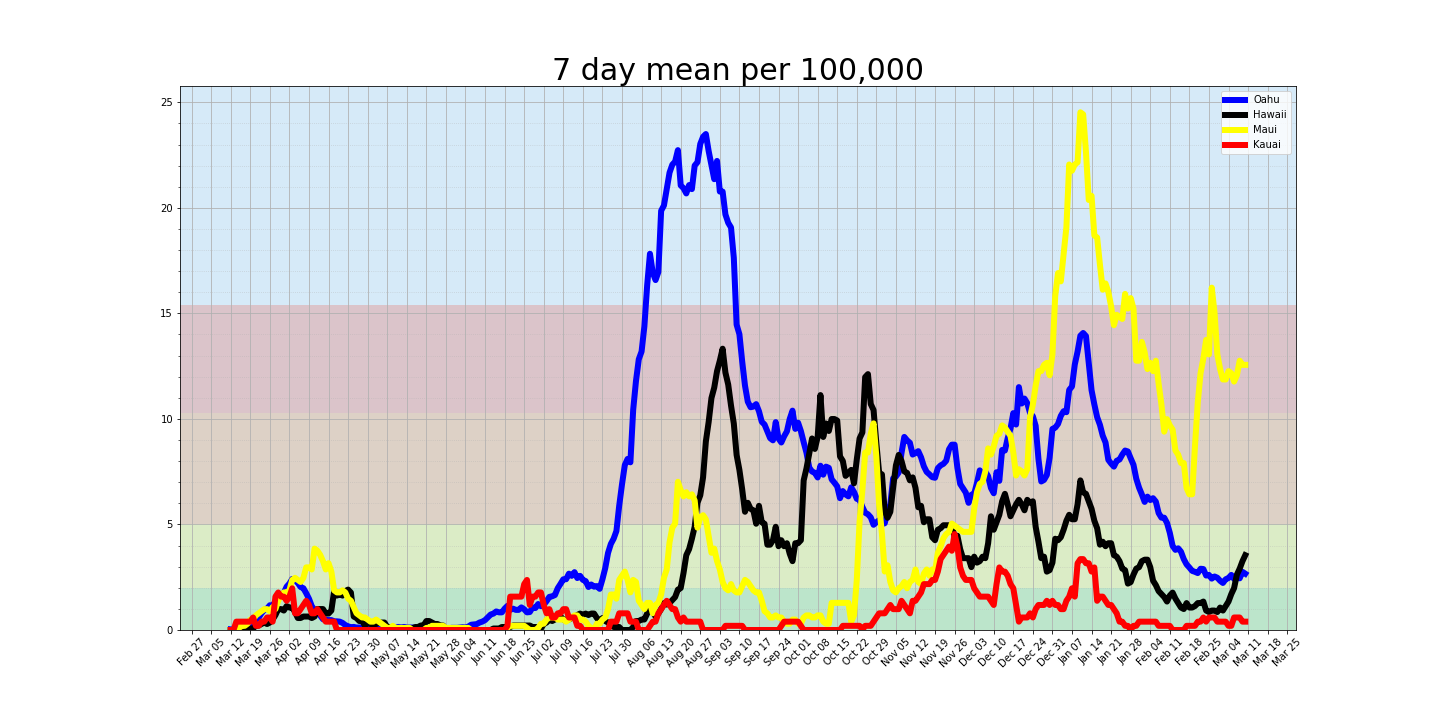 7 day mean per 100,000
25
20
15
10
5
0
Oahu
Hawaii
Maui
Kauai
Feb 27 Mar 05 Mar 12 Mar 19 Mar 26 Apr 02 Apr 09 Apr 16 Apr 23 Apr 30 May 07 May 14 May 21 May 28 Jun 04 Jun 11 Jun 18 Jun 25 Jul 02 Jul 09 Jul 16 Jul 23 Jul 30 Aug 06 Aug 13 Aug 20 Aug 27 Sep 03 Sep 10 Sep 17 Sep 24 Oct 01 Oct 08 Oct 15 Oct 22 Oct 29 Nov 05 Nov 12 Nov 19 Nov 26 Dec 03 Dec 10 Dec 17 Dec 24 Dec 31 Jan 07 Jan 14 Jan 21 Jan 28 Feb 04 Feb 11 Feb 18 Feb 25 Mar 04 Mar 11 Mar 18 Mar 25